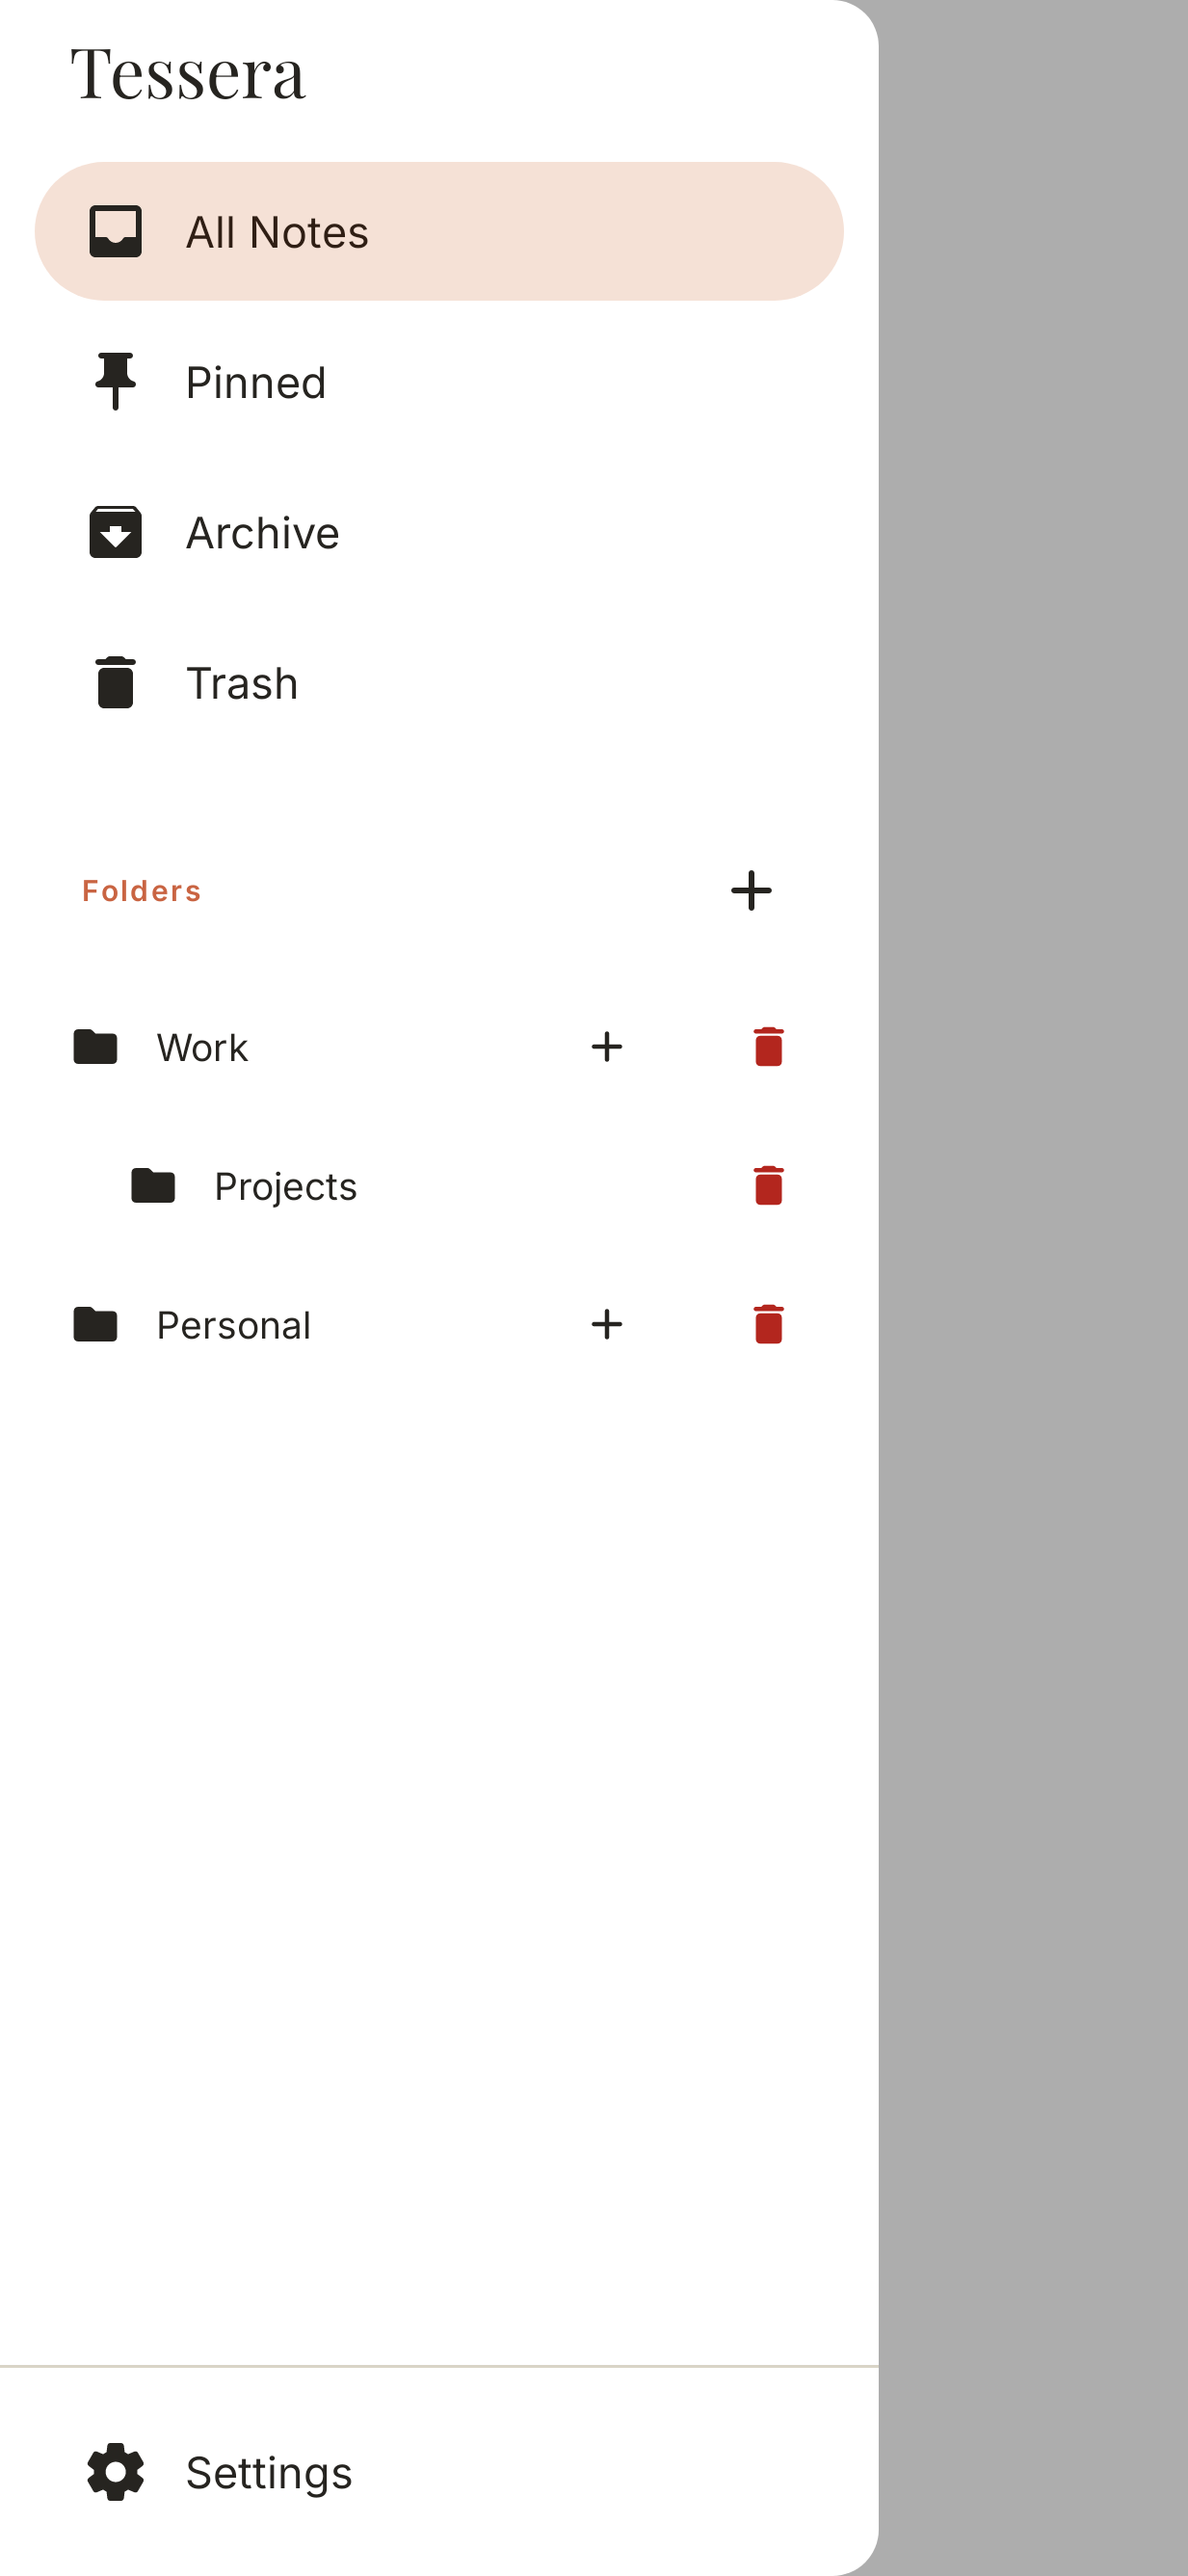 Tessera
All Notes
Pinned
Archive
Trash
Folders
Work
Projects
Personal
Settings